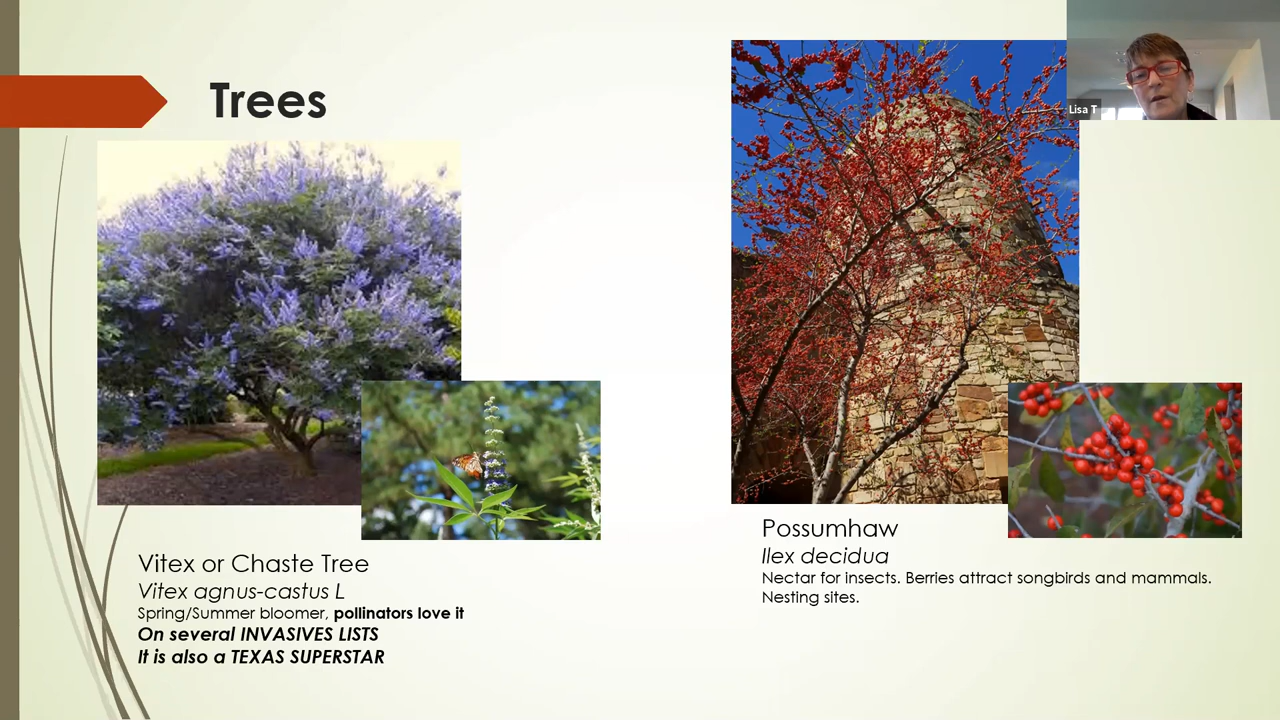 Trees
Lisa T
Vitex or Chaste Tree
Vitex agnus-castus L
Spring/Summer bloomer, pollinators love it
On several INVASIVES LISTS
It is also a TEXAS SUPERSTAR
Possumhaw
Ilex decidua
Nectar for insects. Berries attract songbirds and mammals.
Nesting sites.